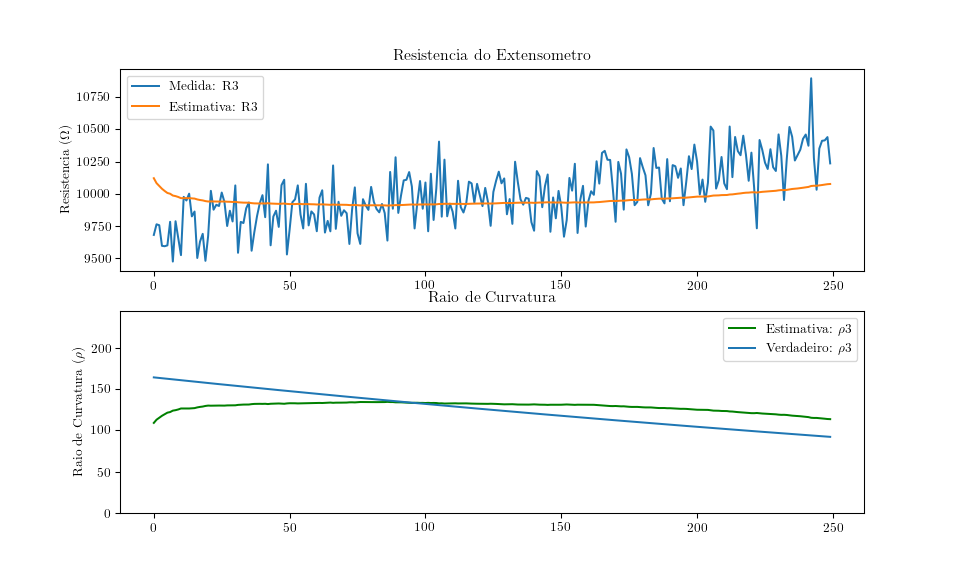 Resistencia do Extensometro
Resistencia (Ω)
10750
10500
10250
10000
9750
9500
Medida: R3
Estimativa: R3
0 50 100 150 200 250
Raio de Curvatura
Raio de Curvatura (ρ)
200
150
100
50
0
Estimativa: ρ3
Verdadeiro: ρ3
0 50 100 150 200 250